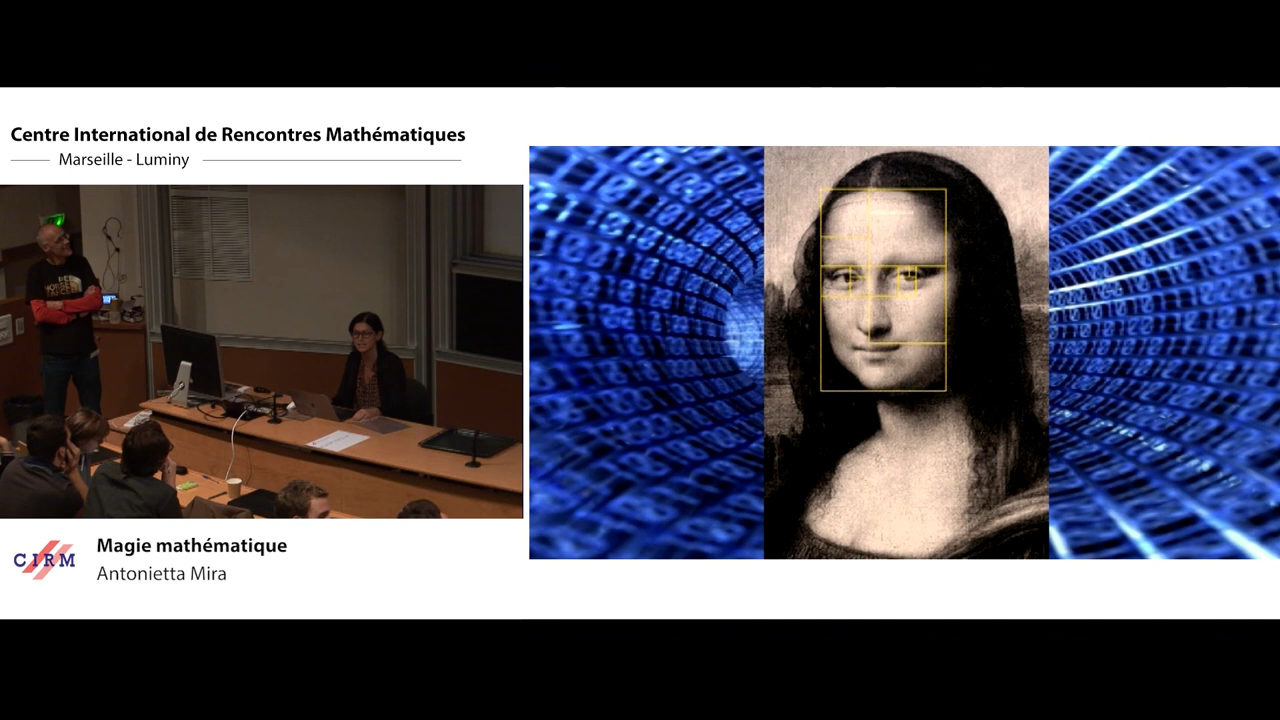 Centre International de Rencontres Mathématiques
Marseille - Luminy
CIRM
Magie mathématique
Antonietta Mira